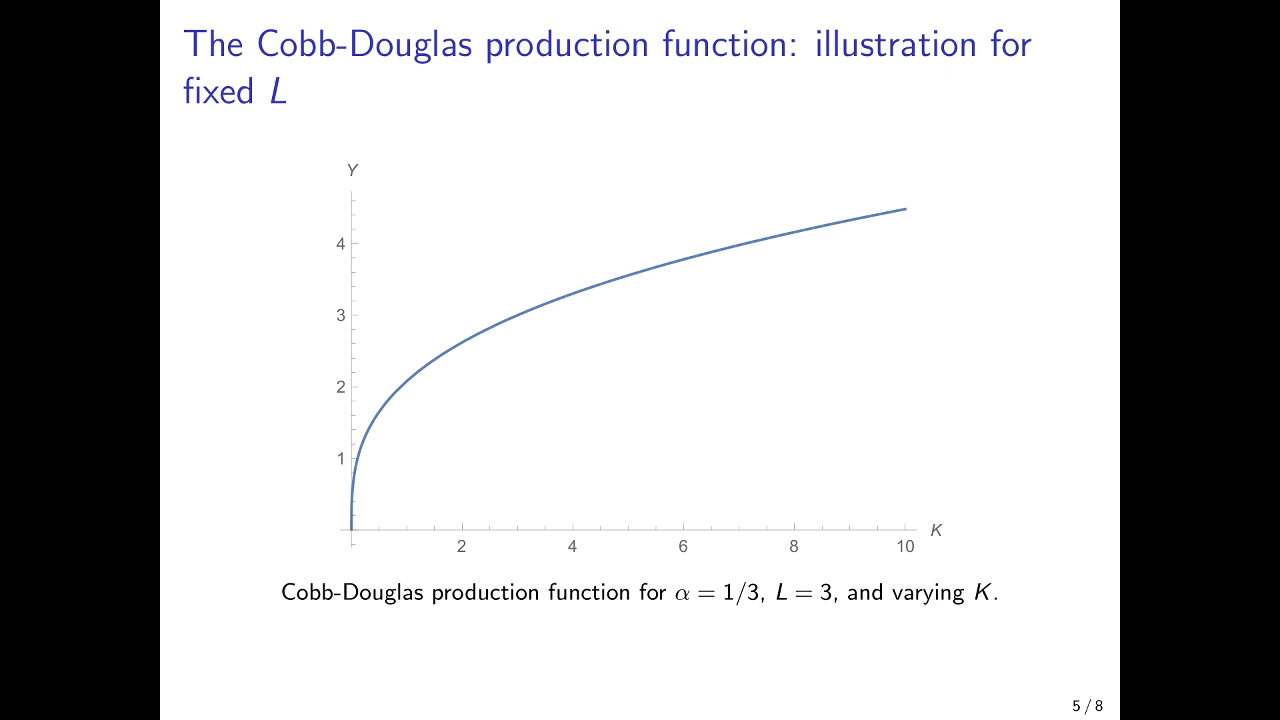 The Cobb-Douglas production function: illustration for
fixed L
Y
4
3
2
1
2 4 6 8 10
K
Cobb-Douglas production function for α = 1/3, L = 3, and varying K.
5 / 8